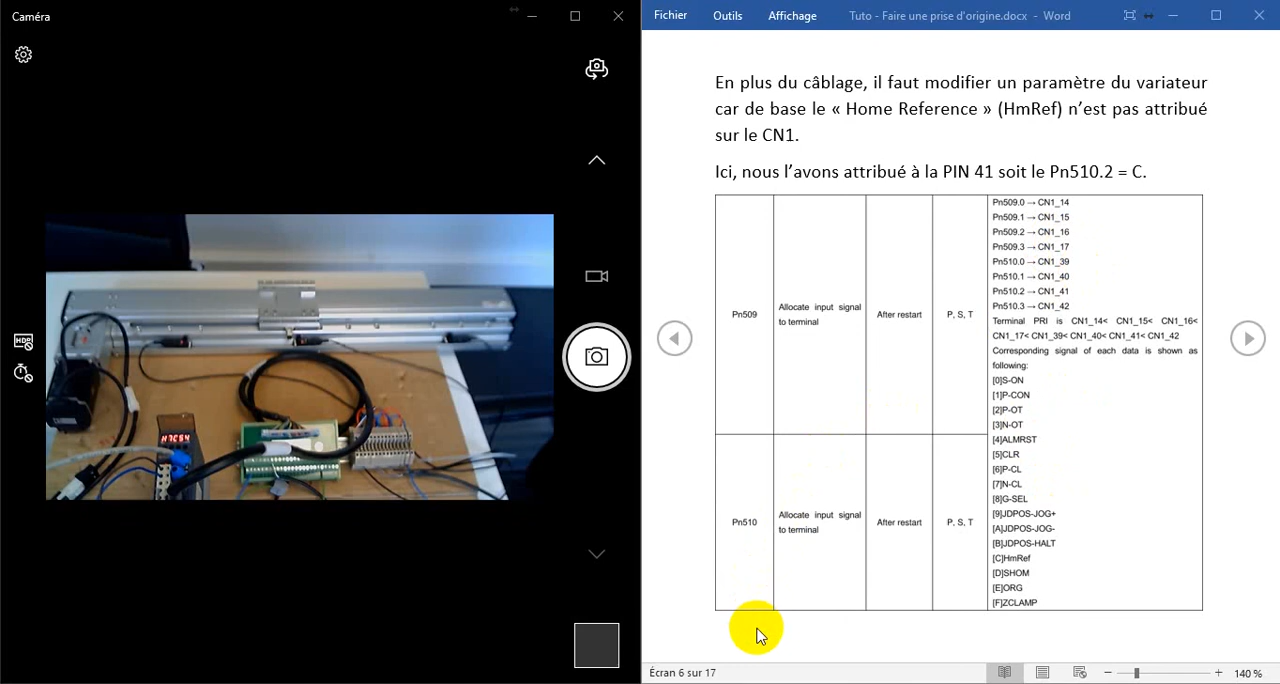 Caméra
HDR
H7C54
Fichier Outils Affichage Tuto - Faire une prise d'origine.docx - Word
En plus du câblage, il faut modifier un paramètre du variateur
car de base le « Home Reference » (HmRef) n'est pas attribué
sur le CN1.
Ici, nous l'avons attribué à la PIN 41 soit le Pn510.2 = C.
Pn509
Allocate input signal
to terminal
After restart
P, S, T
Pn510
Allocate input signal
to terminal
After restart
P, S, T
Pn509.0 → CN1_14
Pn509.1 → CN1_15
Pn509.2 → CN1_16
Pn509.3 → CN1_17
Pn510.0 → CN1_39
Pn510.1 → CN1_40
Pn510.2 → CN1_41
Pn510.3 → CN1_42
Terminal PRI is CN1_14< CN1_15< CN1_16<
CN1_17< CN1_39< CN1_40< CN1_41< CN1_42
Corresponding signal of each data is shown as
following:
[0]S-ON
[1]P-CON
[2]P-OT
[3]N-OT
[4]ALMRST
[5]CLR
[6]P-CL
[7]N-CL
[8]G-SEL
[9]JDPOS-JOG+
[A]JDPOS-JOG-
[B]JDPOS-HALT
[C]HmRef
[D]SHOM
[E]ORG
[F]ZCLAMP
Écran 6 sur 17
140 %